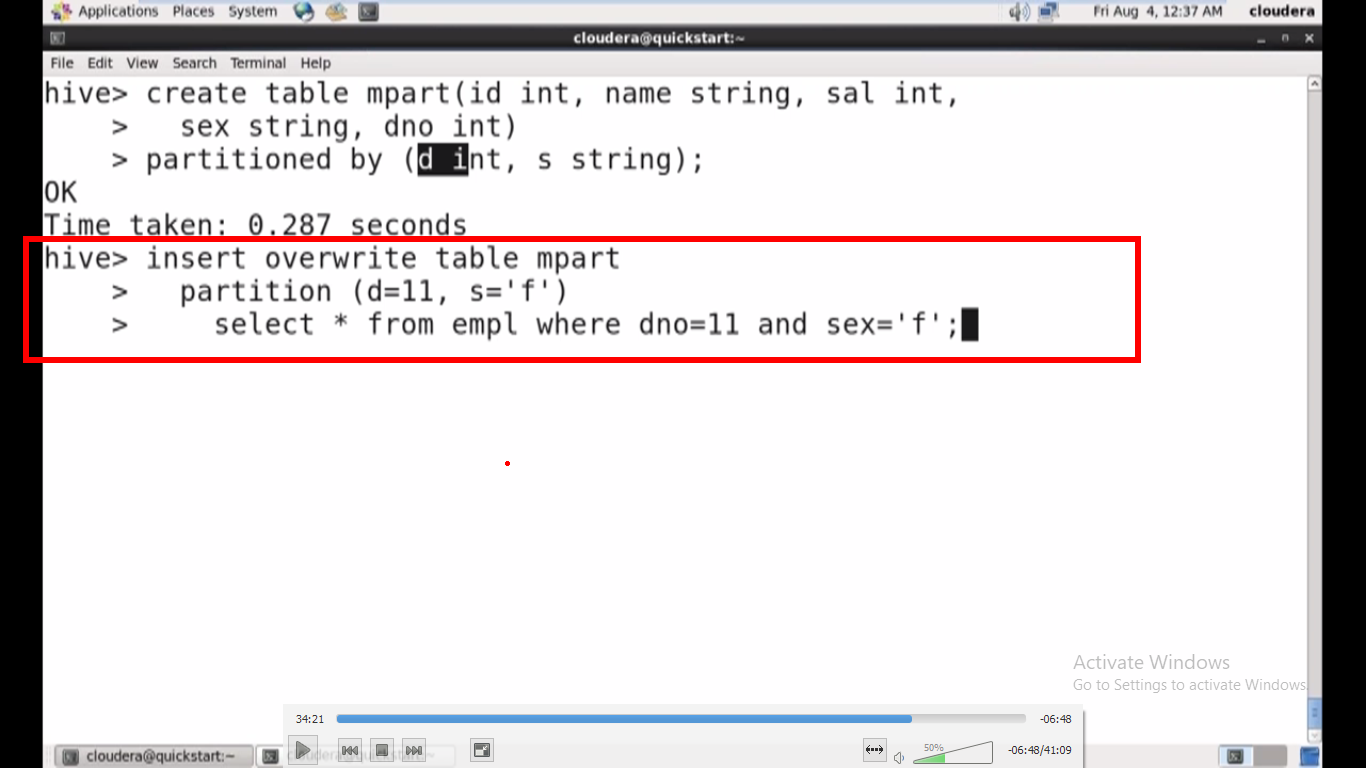 Applications Places System Fri Aug 4, 12:37 AM cloudera
cloudera@quickstart:~
File Edit View Search Terminal Help
hive> create table mpart(id int, name string, sal int,
> sex string, dno int)
> partitioned by (d int, s string);
OK
Time taken: 0.287 seconds
hive> insert overwrite table mpart
> partition (d=11, s='f')
> select * from empl where dno=11 and sex='f';
Activate Windows
Go to Settings to activate Windows.
34:21 -06:48
50% -06:48/41:09
cloudera@quickstart:~ cloudera@quickstart:~